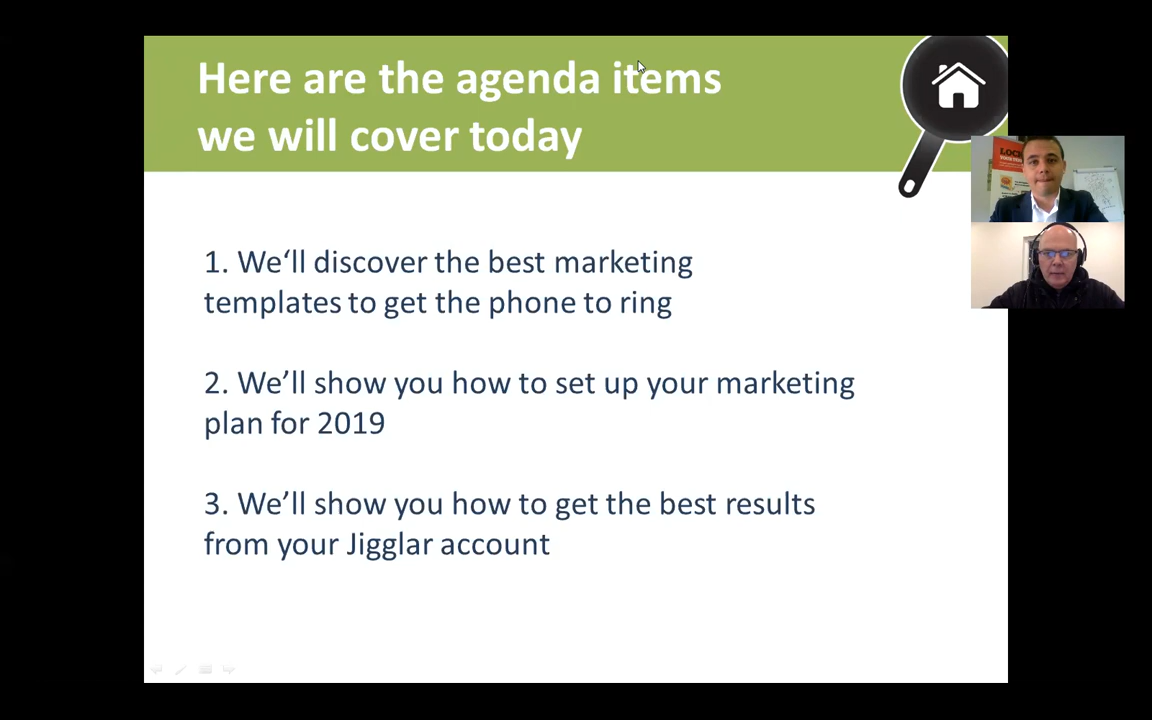 Here are the agenda items
we will cover today
1. We‘ll discover the best marketing
templates to get the phone to ring
2. We’ll show you how to set up your marketing
plan for 2019
3. We’ll show you how to get the best results
from your Jigglar account